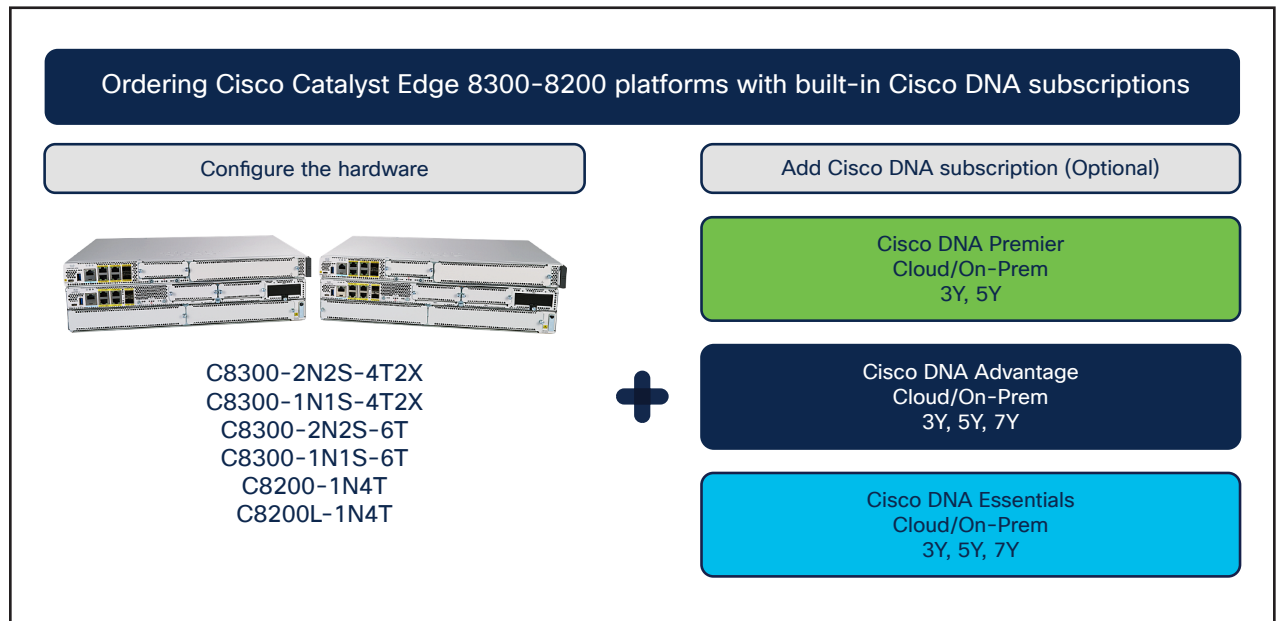 Ordering Cisco Catalyst Edge 8300-8200 platforms with built-in Cisco DNA subscriptions
Configure the hardware
C8300-2N2S-4T2X
C8300-1N1S-4T2X
C8300-2N2S-6T
C8300-1N1S-6T
C8200-1N4T
C8200L-1N4T
Add Cisco DNA subscription (Optional)
Cisco DNA Premier
Cloud/On-Prem
3Y, 5Y
Cisco DNA Advantage
Cloud/On-Prem
3Y, 5Y, 7Y
Cisco DNA Essentials
Cloud/On-Prem
3Y, 5Y, 7Y